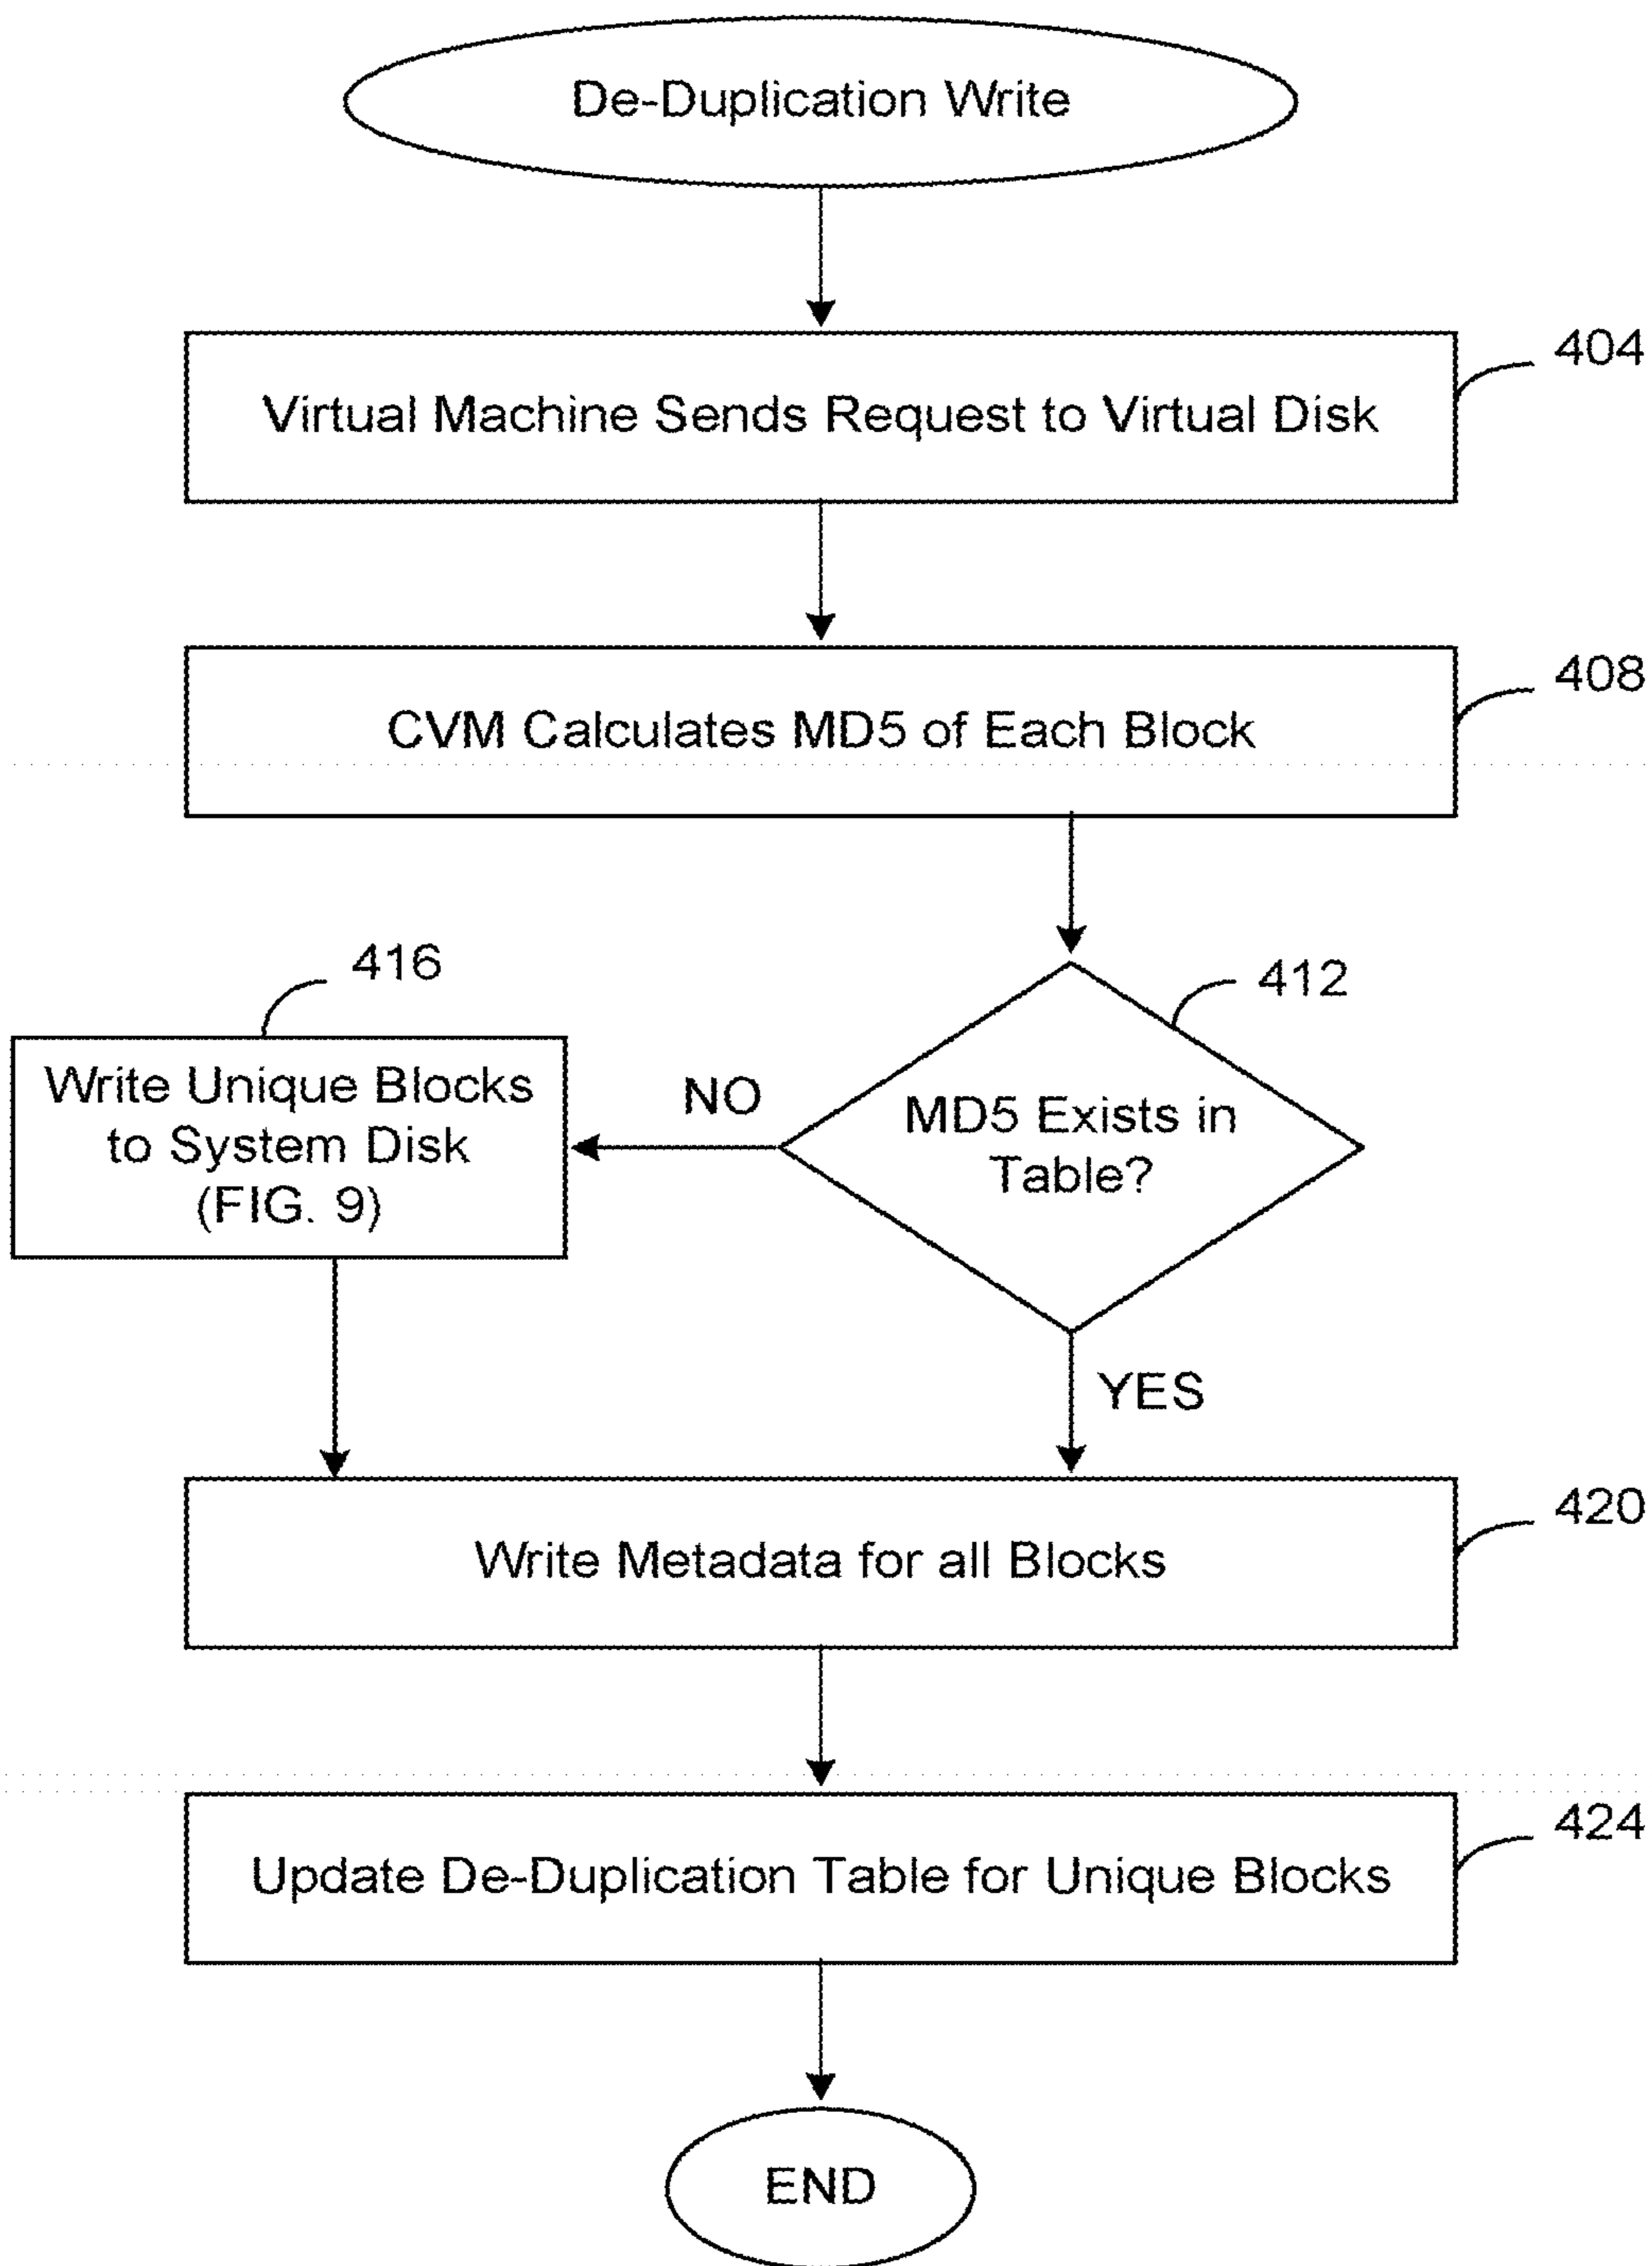 De-Duplication Write
404
Virtual Machine Sends Request to Virtual Disk
408
CVM Calculates MD5 of Each Block
416
412
Write Unique Blocks
to System Disk
(FIG. 9)
NO
MD5 Exists in
Table?
YES
420
Write Metadata for all Blocks
424
Update De-Duplication Table for Unique Blocks
END